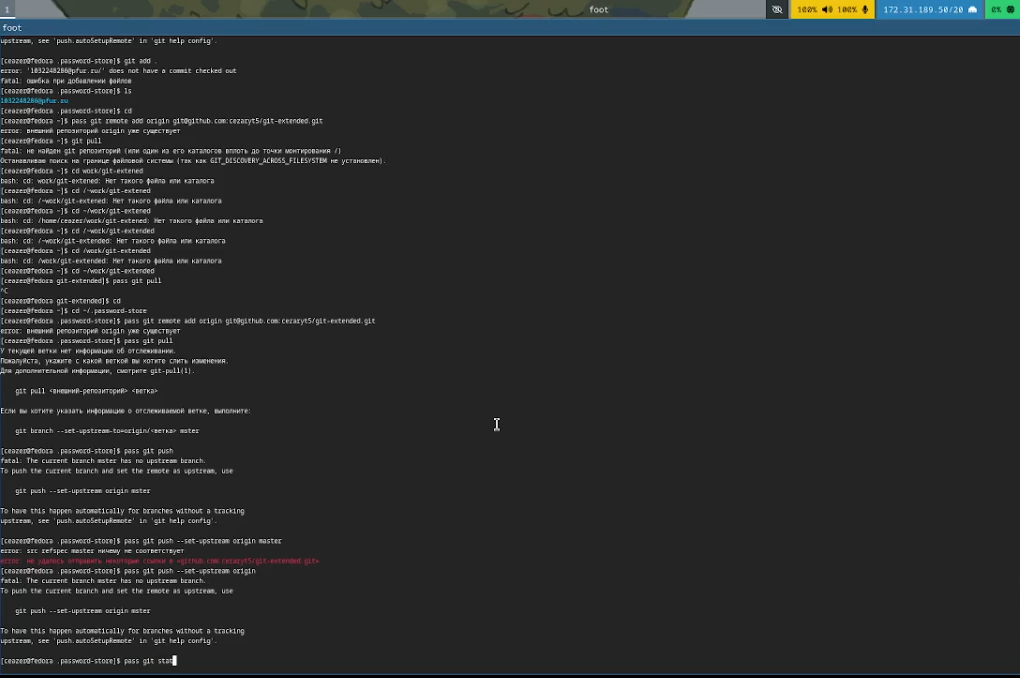 1
foot
100% 100%
172.31.189.50/20
0%
foot
upstream, see 'push.autoSetupRemote' in 'git help config'.
[ceazer@fedora .password-store]$ git add .
error: '1032248286@pfur.ru/' does not have a commit checked out
fatal: ошибка при добавлении файлов
[ceazer@fedora .password-store]$ ls
1032248286@pfur.ru
[ceazer@fedora .password-store]$ cd
[ceazer@fedora ~]$ pass git remote add origin git@github.com:cezaryt5/git-extended.git
error: внешний репозиторий origin уже существует
[ceazer@fedora ~]$ git pull
fatal: не найден git репозиторий (или один из его каталогов вплоть до точки монтирования /)
Останавливаю поиск на границе файловой системы (так как GIT_DISCOVERY_ACROSS_FILESYSTEM не установлен).
[ceazer@fedora ~]$ cd work/git-extened
bash: cd: work/git-extened: Нет такого файла или каталога
[ceazer@fedora ~]$ cd /~work/git-extened
bash: cd: /~work/git-extened: Нет такого файла или каталога
[ceazer@fedora ~]$ cd ~/work/git-extened
bash: cd: /home/ceazer/work/git-extened: Нет такого файла или каталога
[ceazer@fedora ~]$ cd /~work/git-extended
bash: cd: /~work/git-extended: Нет такого файла или каталога
[ceazer@fedora ~]$ cd /work/git-extended
bash: cd: /work/git-extended: Нет такого файла или каталога
[ceazer@fedora ~]$ cd ~/work/git-extended
[ceazer@fedora git-extended]$ pass git pull
^C
[ceazer@fedora git-extended]$ cd
[ceazer@fedora ~]$ cd ~/.password-store
[ceazer@fedora .password-store]$ pass git remote add origin git@github.com:cezaryt5/git-extended.git
error: внешний репозиторий origin уже существует
[ceazer@fedora .password-store]$ pass git pull
У текущей ветки нет информации об отслеживании.
Пожалуйста, укажите с какой веткой вы хотите слить изменения.
Для дополнительной информации, смотрите git-pull(1).
git pull <внешний-репозиторий> <ветка>
Если вы хотите указать информацию о отслеживаемой ветке, выполните:
git branch --set-upstream-to=origin/<ветка> mster
[ceazer@fedora .password-store]$ pass git push
fatal: The current branch mster has no upstream branch.
To push the current branch and set the remote as upstream, use
git push --set-upstream origin mster
To have this happen automatically for branches without a tracking
upstream, see 'push.autoSetupRemote' in 'git help config'.
[ceazer@fedora .password-store]$ pass git push --set-upstream origin master
error: src refspec master ничему не соответствует
error: не удалось отправить некоторые ссылки в «github.com:cezaryt5/git-extended.git»
[ceazer@fedora .password-store]$ pass git push --set-upstream origin
fatal: The current branch mster has no upstream branch.
To push the current branch and set the remote as upstream, use
git push --set-upstream origin mster
To have this happen automatically for branches without a tracking
upstream, see 'push.autoSetupRemote' in 'git help config'.
[ceazer@fedora .password-store]$ pass git stat